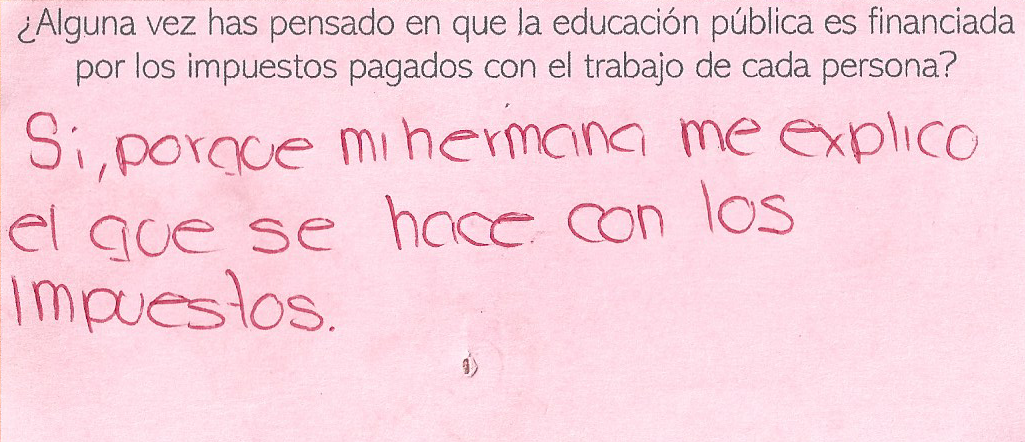 ¿Alguna vez has pensado en que la educación pública es financiada
por los impuestos pagados con el trabajo de cada persona?
Si, porque mi hermana me explico
el que se hace con los
impuestos.